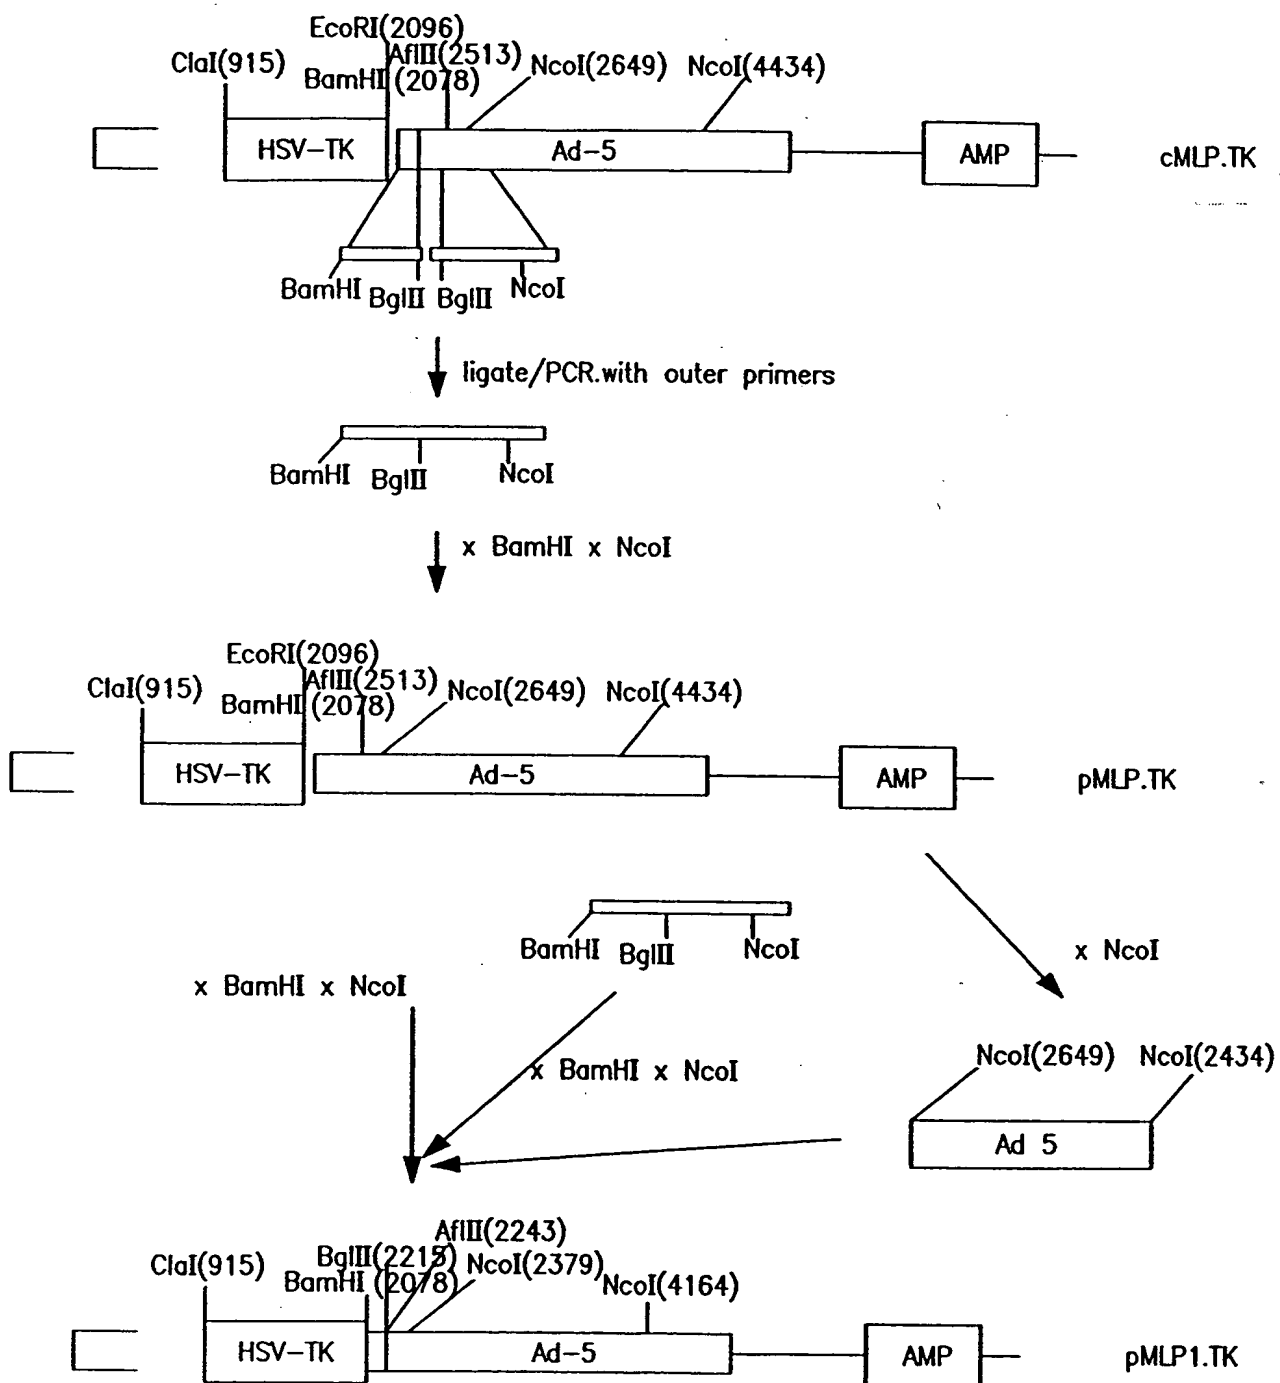 EcoRI(2096)
ClaI(915)
AflII(2513)
BamHI (2078)
NcoI(2649)
NcoI(4434)
HSV-TK
Ad-5
AMP
cMLP.TK
BamHI
BglII
BglII
NcoI
ligate/PCR.with outer primers
BamHI
BglII
NcoI
x BamHI x NcoI
EcoRI(2096)
ClaI(915)
AflII(2513)
BamHI (2078)
NcoI(2649)
NcoI(4434)
HSV-TK
Ad-5
AMP
pMLP.TK
BamHI
BglII
NcoI
x NcoI
x BamHI x NcoI
x BamHI x NcoI
NcoI(2649)
NcoI(2434)
Ad 5
AflII(2243)
ClaI(915)
BglII(2215)
NcoI(2379)
BamHI (2078)
NcoI(4164)
HSV-TK
Ad-5
AMP
pMLP1.TK